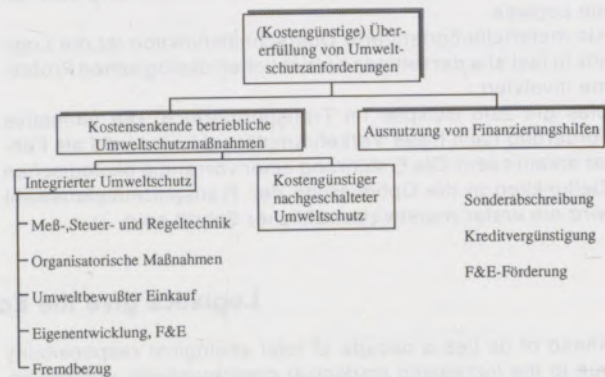 (Kostengünstige) Über-
erfüllung von Umwelt-
schutzanforderungen
Kostensenkende betriebliche
Umweltschutzmaßnahmen
Ausnutzung von Finanzierungshilfen
Integrierter Umweltschutz
Kostengünstiger
nachgeschalteter
Umweltschutz
Sonderabschreibung
Kreditvergünstigung
F&E-Förderung
Meß-,Steuer- und Regeltechnik
Organisatorische Maßnahmen
Umweltbewußter Einkauf
Eigenentwicklung, F&E
Fremdbezug